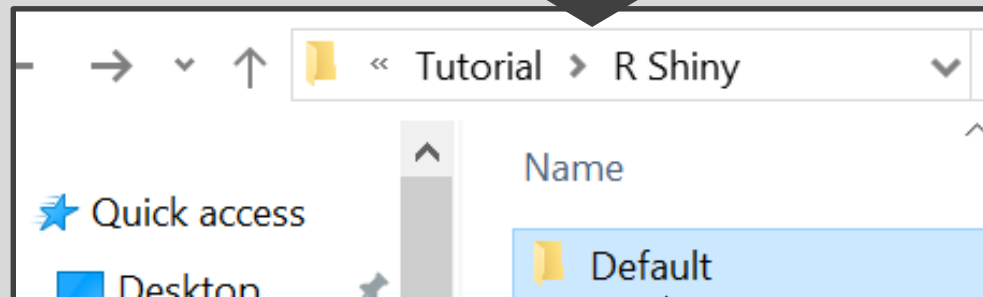 « Tutorial > R Shiny
Name
Quick access
Default
Desktop